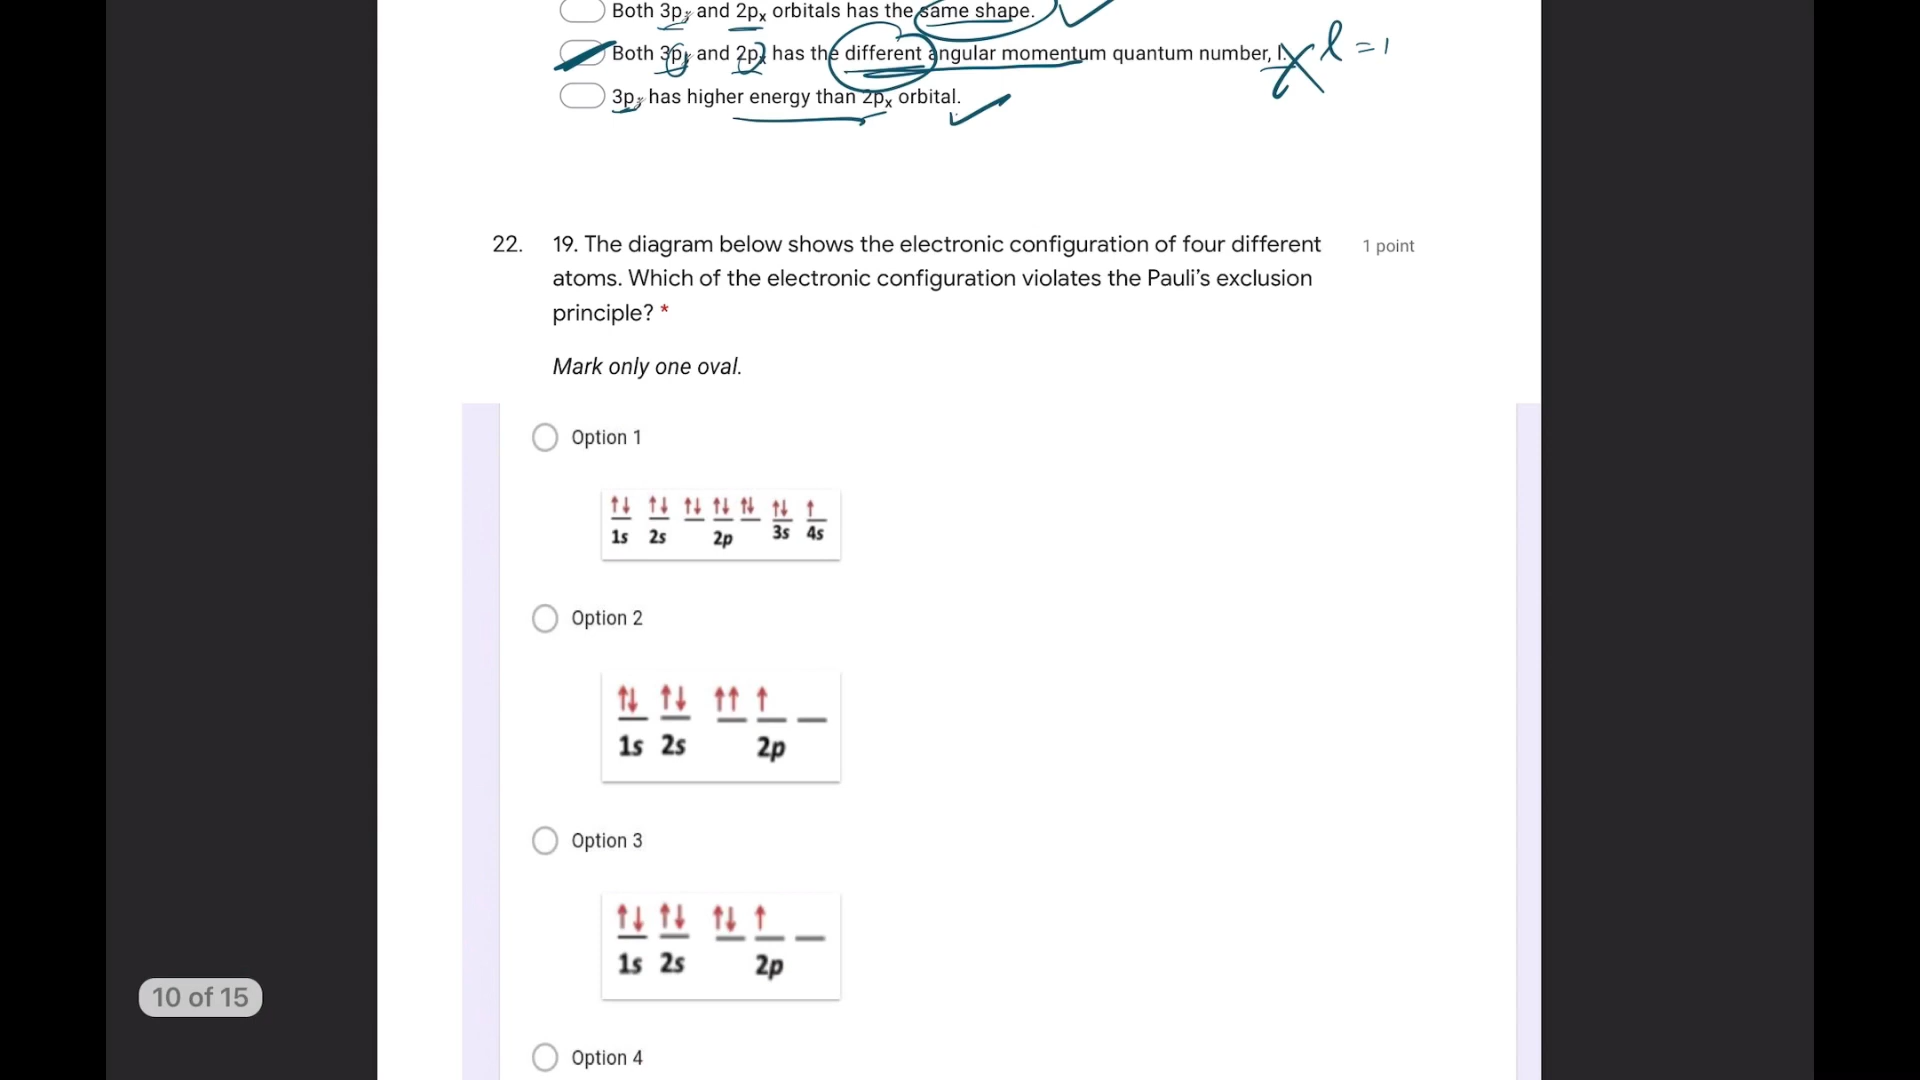 Both 3py and 2px orbitals has the same shape.
Both 3py and 2px has the different angular momentum quantum number, l. l = 1
3py has higher energy than 2px orbital.
22. 19. The diagram below shows the electronic configuration of four different 1 point
atoms. Which of the electronic configuration violates the Pauli's exclusion
principle? *
Mark only one oval.
Option 1
1s 2s 2p 3s 4s
Option 2
1s 2s 2p
Option 3
1s 2s 2p
10 of 15
Option 4